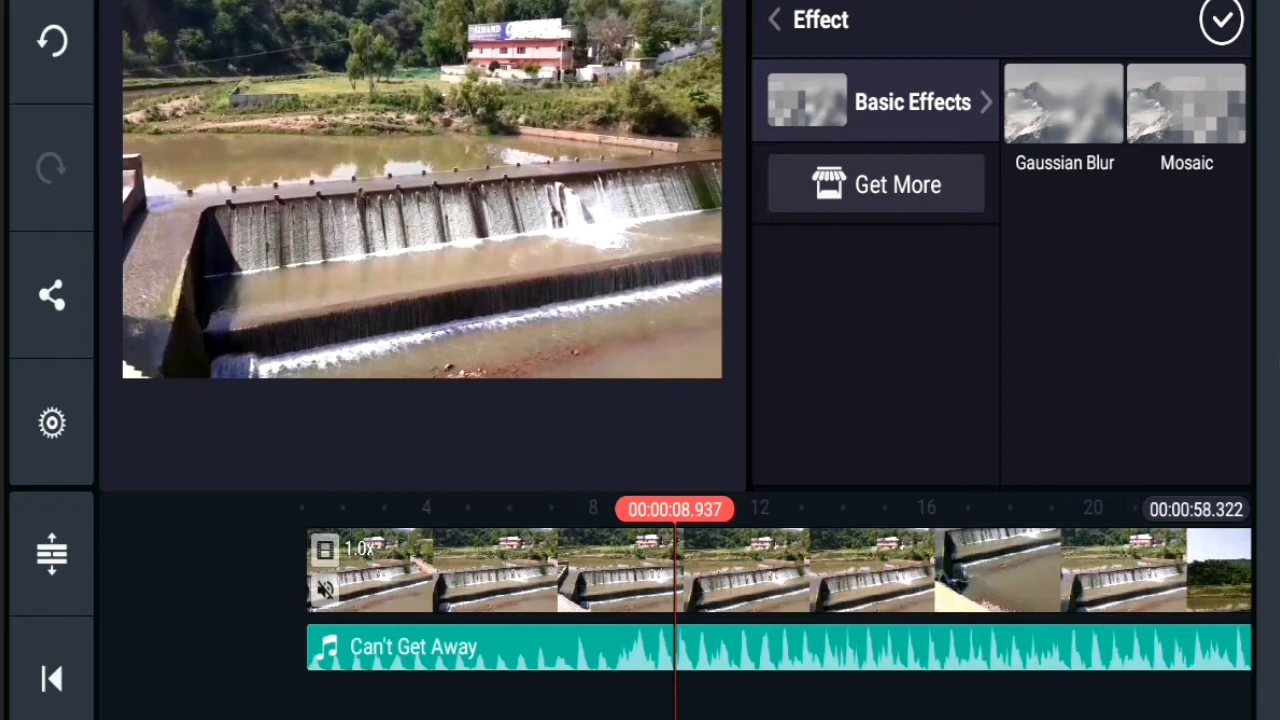 Effect
Basic Effects
Get More
Gaussian Blur
Mosaic
4
8
00:00:08.937
12
16
20
00:00:58.322
1.0x
Can't Get Away